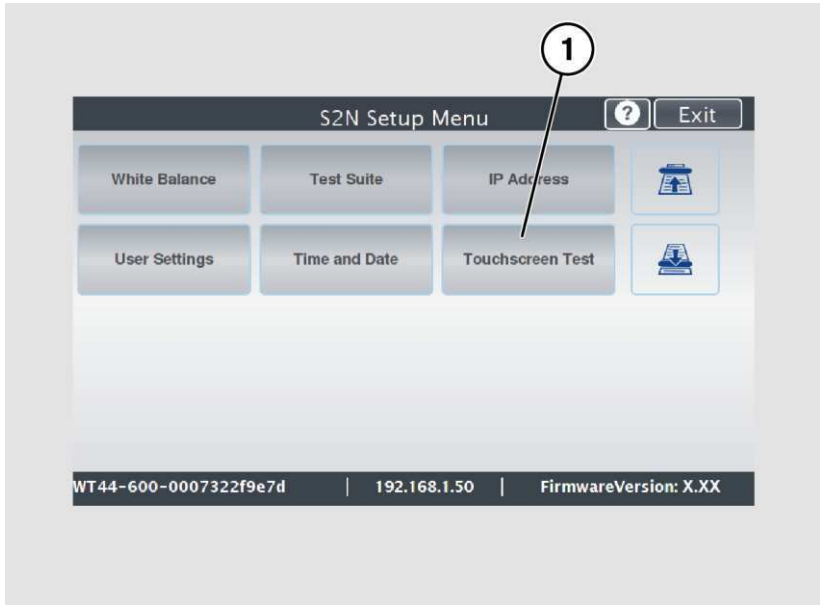 1
S2N Setup Menu ? Exit
White Balance Test Suite IP Address
User Settings Time and Date Touchscreen Test
WT44-600-0007322f9e7d | 192.168.1.50 | FirmwareVersion: X.XX